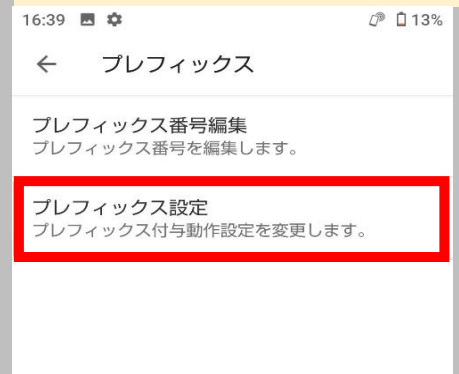 16:39 13%
プレフィックス
プレフィックス番号編集
プレフィックス番号を編集します。
プレフィックス設定
プレフィックス付与動作設定を変更します。